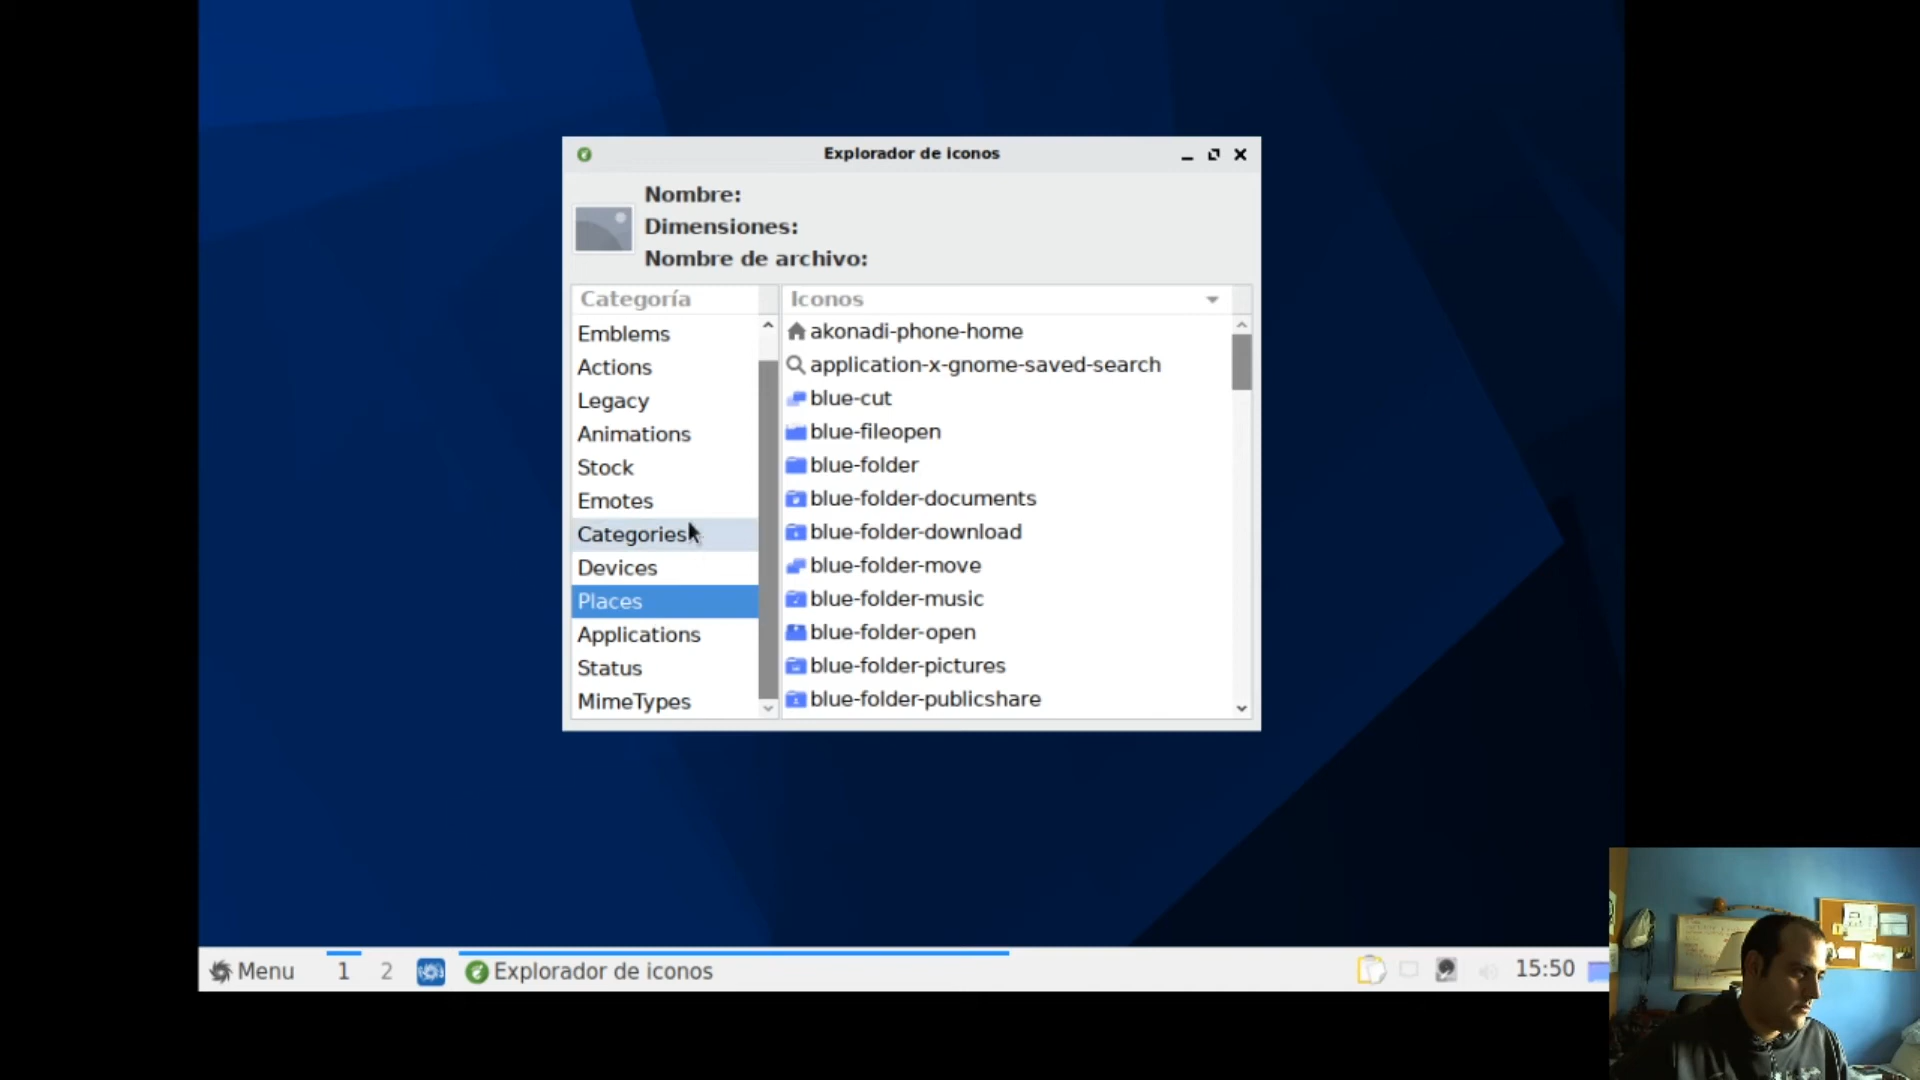 Explorador de iconos
Nombre:
Dimensiones:
Nombre de archivo:
Categoría
Emblems
Actions
Legacy
Animations
Stock
Emotes
Categories
Devices
Places
Applications
Status
MimeTypes
Iconos
akonadi-phone-home
application-x-gnome-saved-search
blue-cut
blue-fileopen
blue-folder
blue-folder-documents
blue-folder-download
blue-folder-move
blue-folder-music
blue-folder-open
blue-folder-pictures
blue-folder-publicshare
Menu
1
2
Explorador de iconos
15:50